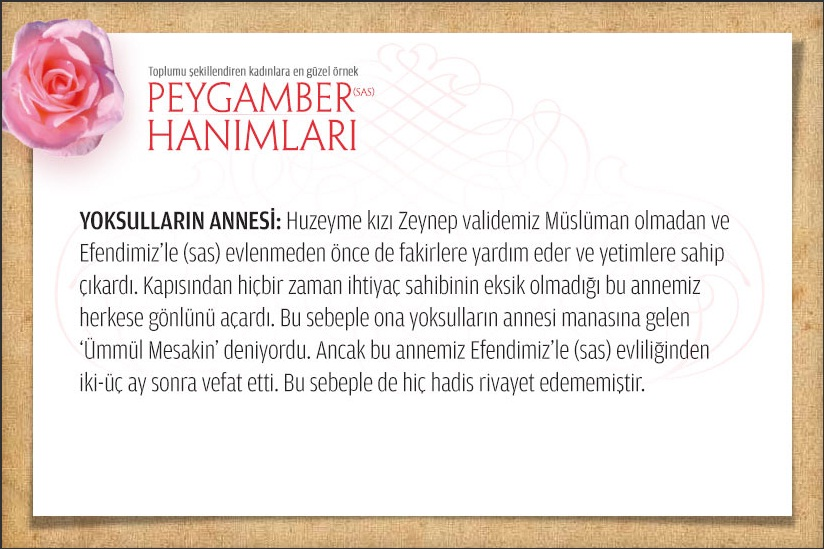 Toplumu şekillendiren kadınlara en güzel örnek
PEYGAMBER(SAS)
HANIMLARI
YOKSULLARIN ANNESİ: Huzeyme kızı Zeynep validemiz Müslüman olmadan ve
Efendimiz’le (sas) evlenmeden önce de fakirlere yardım eder ve yetimlere sahip
çıkardı. Kapısından hiçbir zaman ihtiyaç sahibinin eksik olmadığı bu annemiz
herkese gönlünü açardı. Bu sebeple ona yoksulların annesi manasına gelen
‘Ümmül Mesakin’ deniyordu. Ancak bu annemiz Efendimiz’le (sas) evliliğinden
iki-üç ay sonra vefat etti. Bu sebeple de hiç hadis rivayet edememiştir.